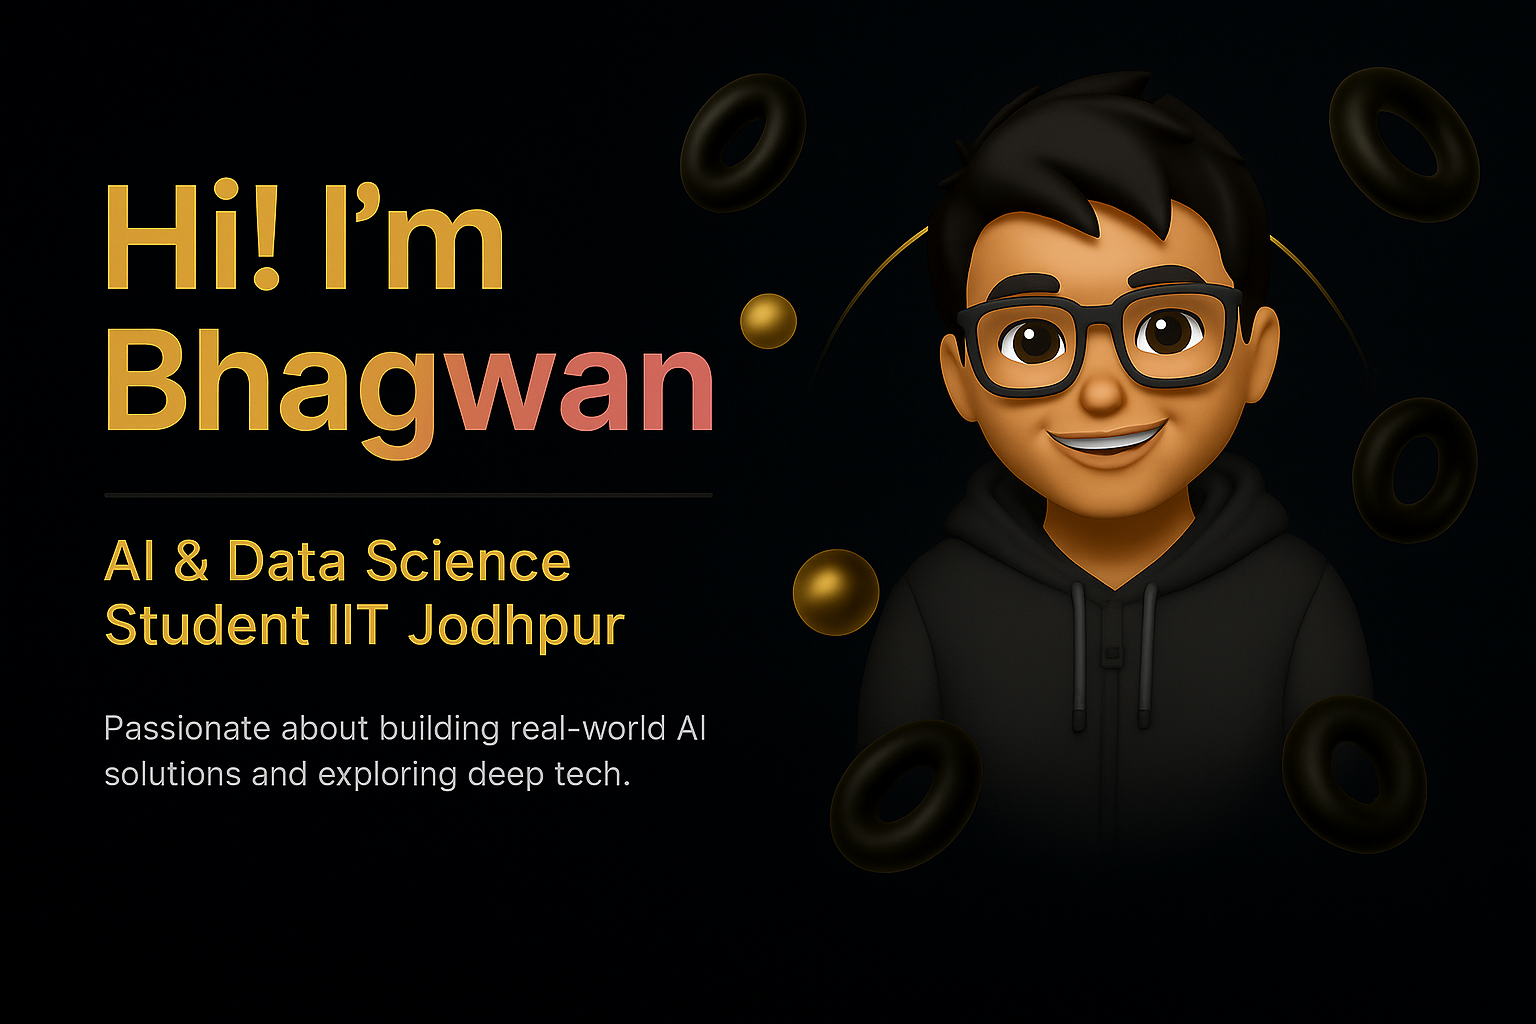 Hi! I’m
Bhagwan
AI & Data Science
Student IIT Jodhpur
Passionate about building real-world AI
solutions and exploring deep tech.